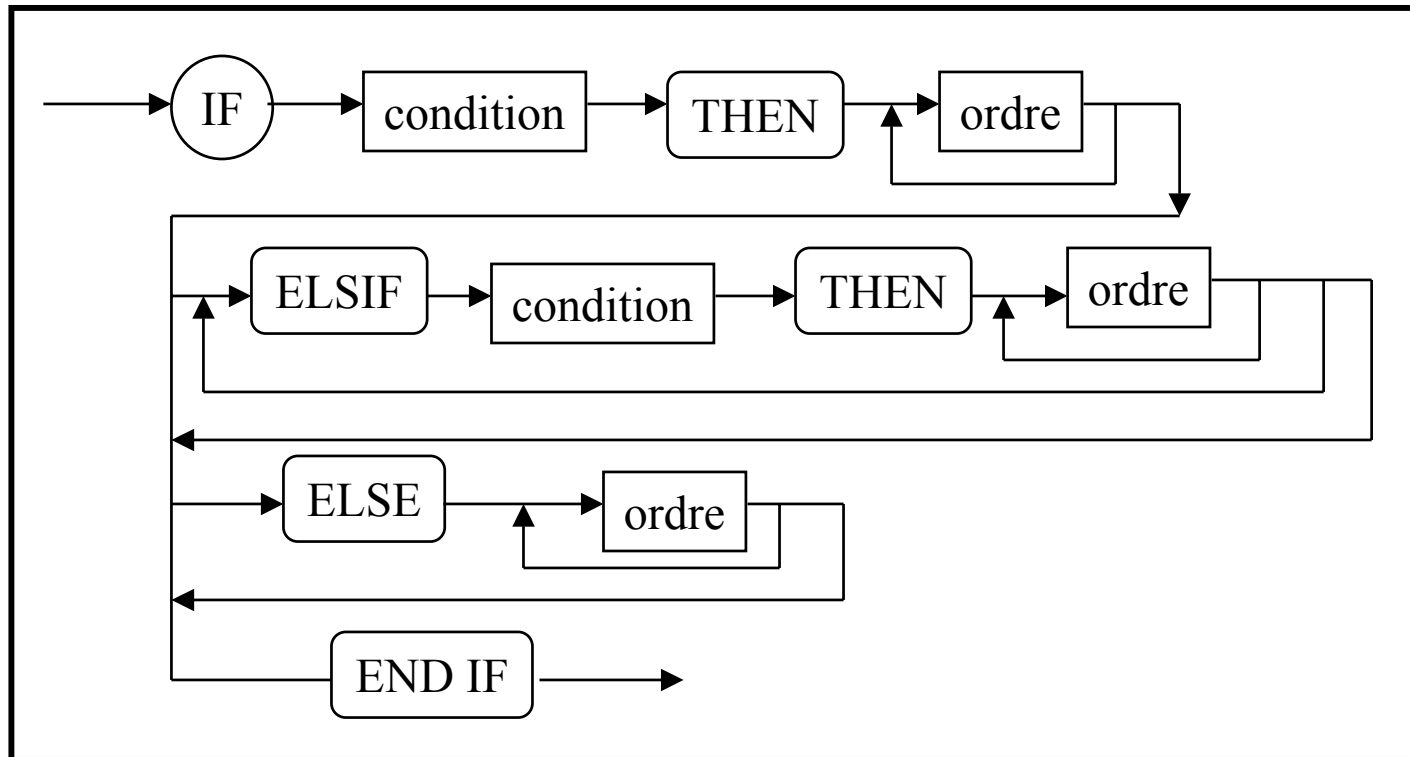 IF condition THEN ordre
ELSIF condition THEN ordre
ELSE ordre
END IF